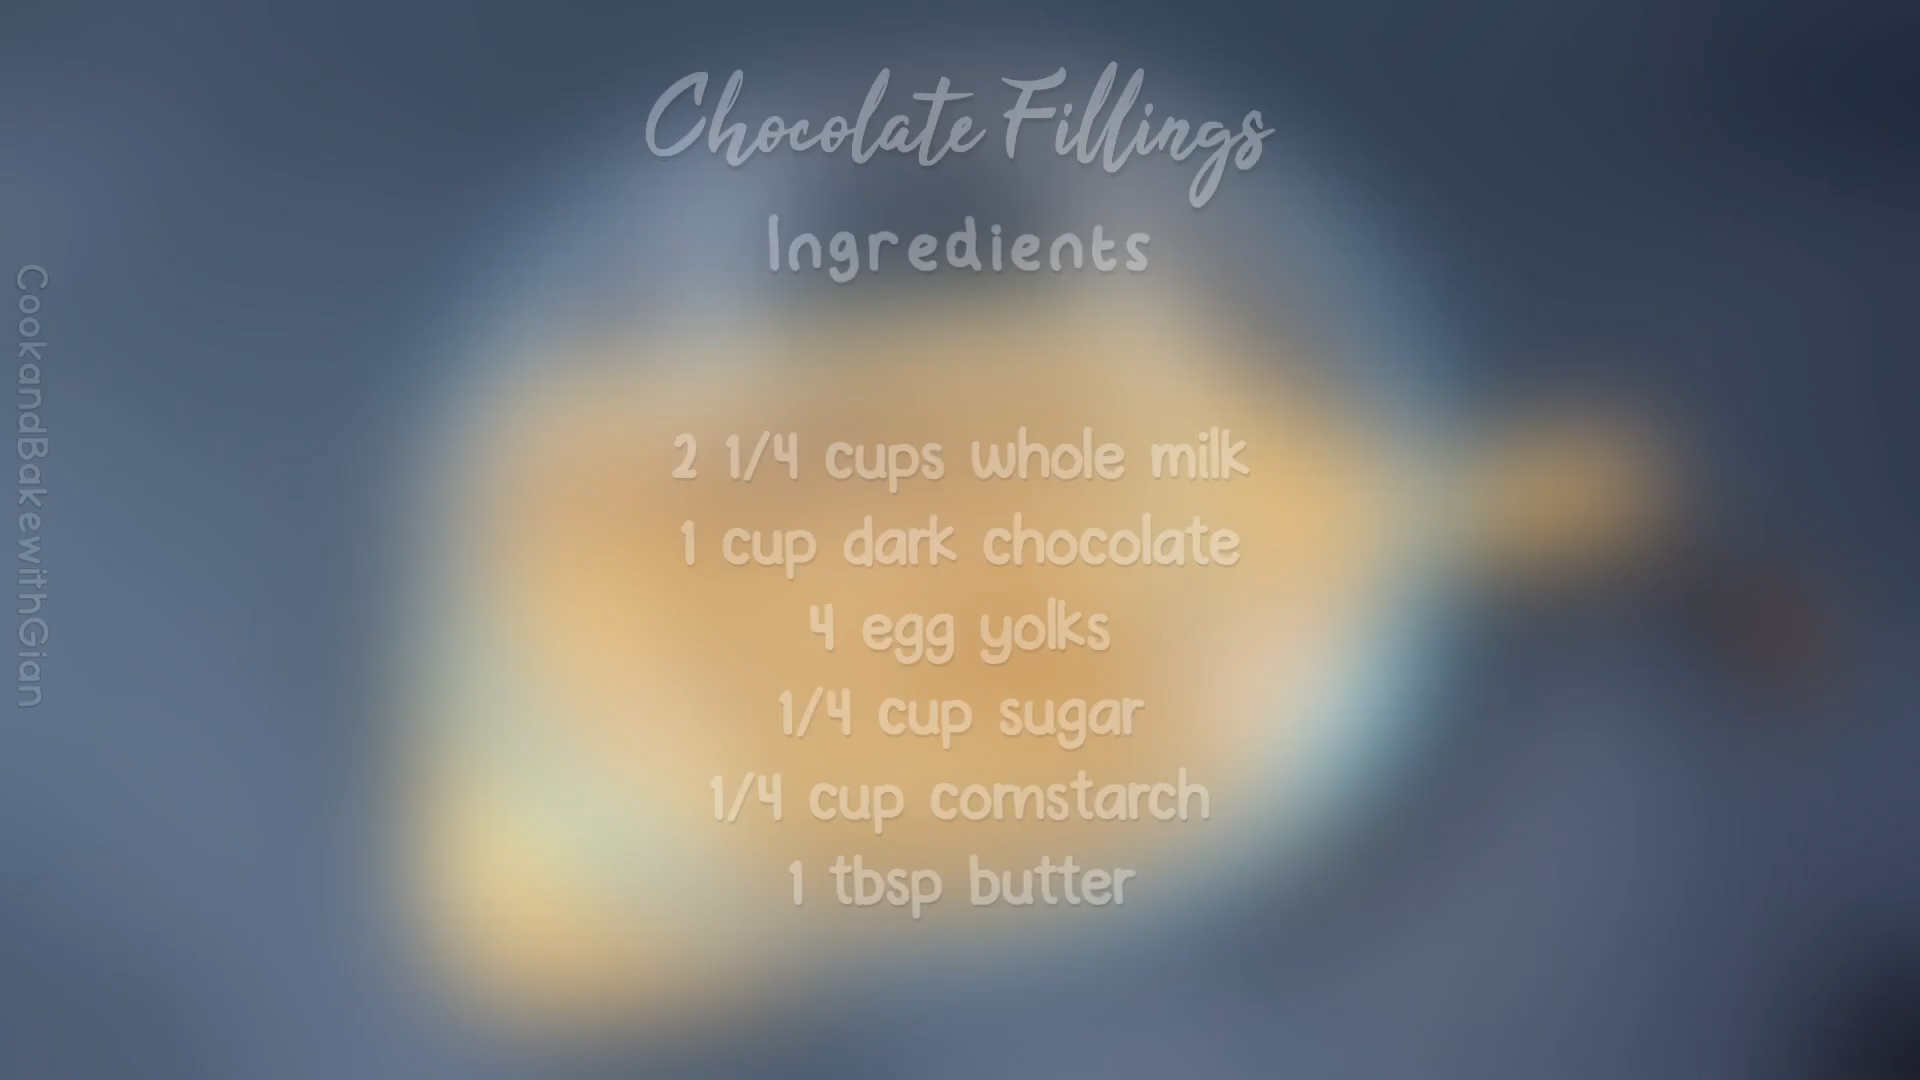 Chocolate Fillings
Ingredients
2 1/4 cups whole milk
1 cup dark chocolate
4 egg yolks
1/4 cup sugar
1/4 cup cornstarch
1 tbsp butter
CookandBakewithGian